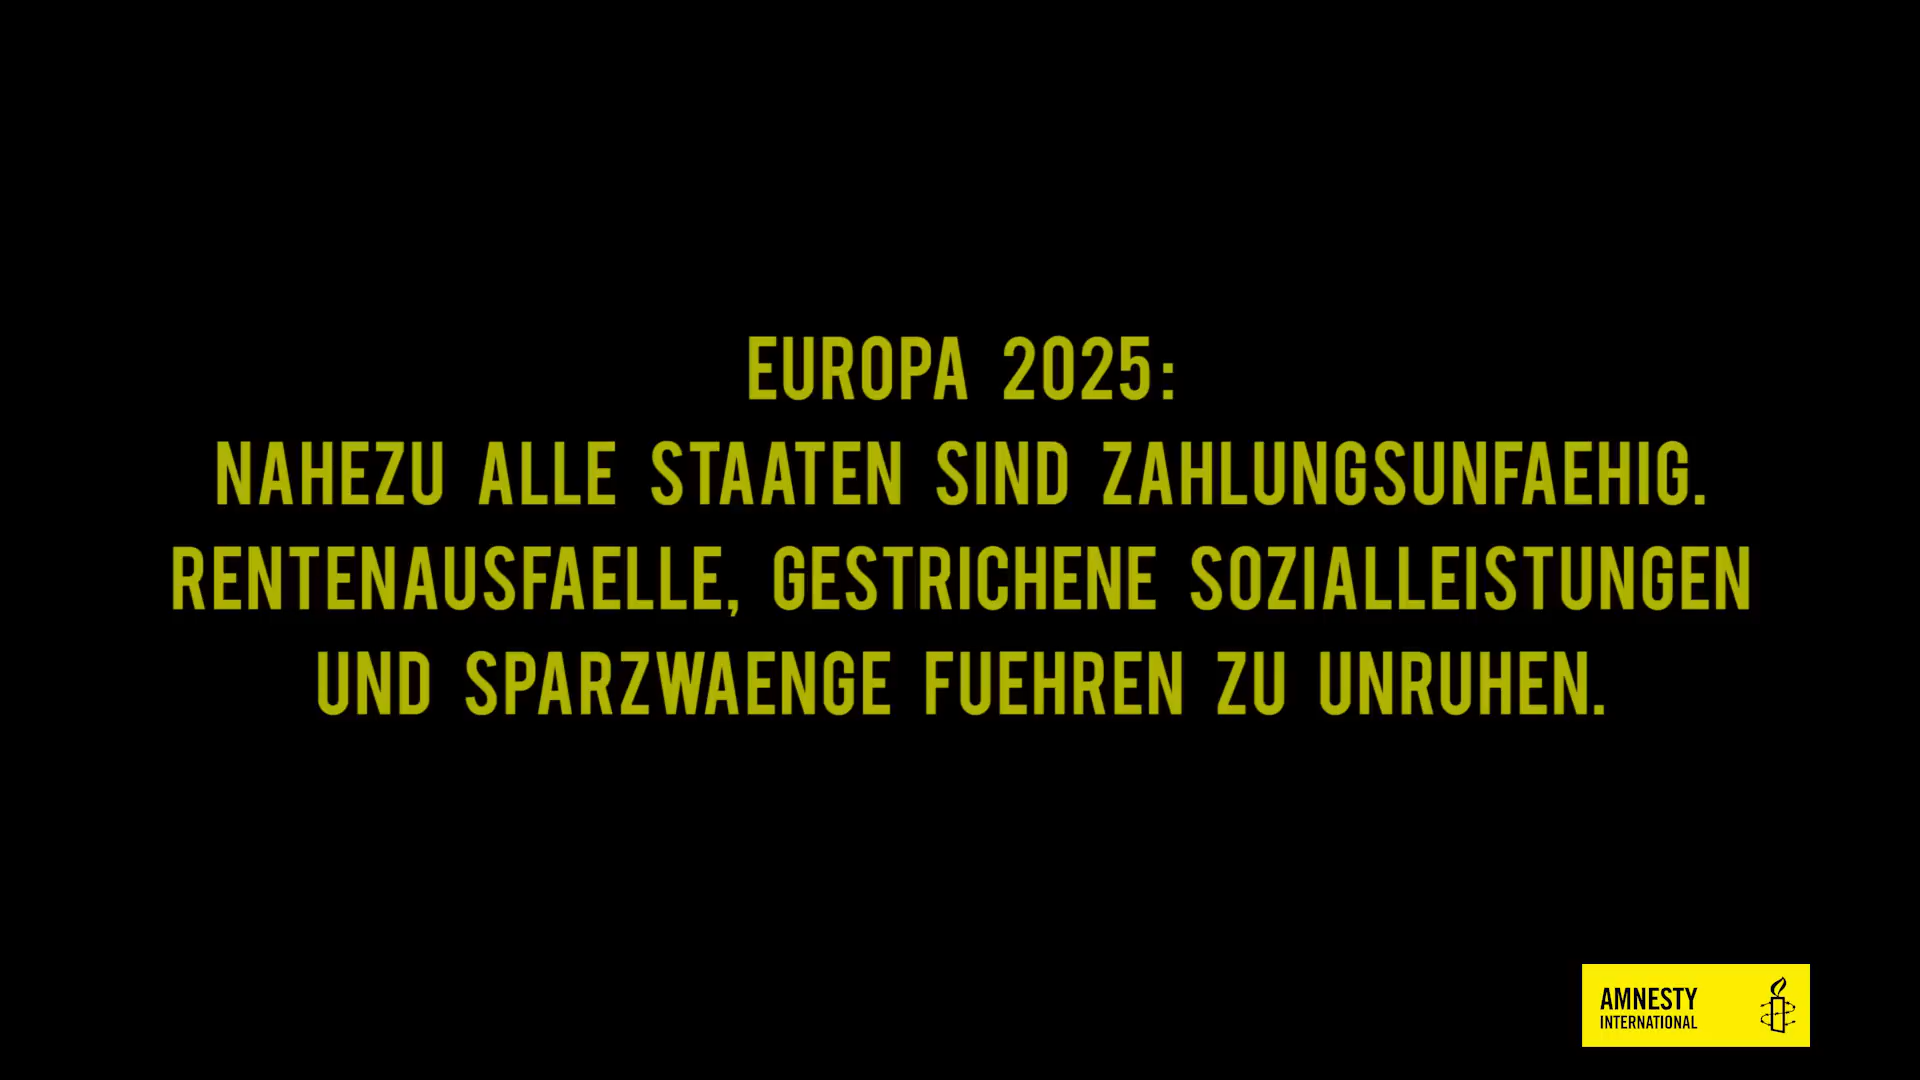 EUROPA 2025:
NAHEZU ALLE STAATEN SIND ZAHLUNGSUNFAEHIG.
RENTENAUSFAELLE, GESTRICHENE SOZIALLEISTUNGEN
UND SPARZWAENGE FUEHREN ZU UNRUHEN.
AMNESTY
INTERNATIONAL